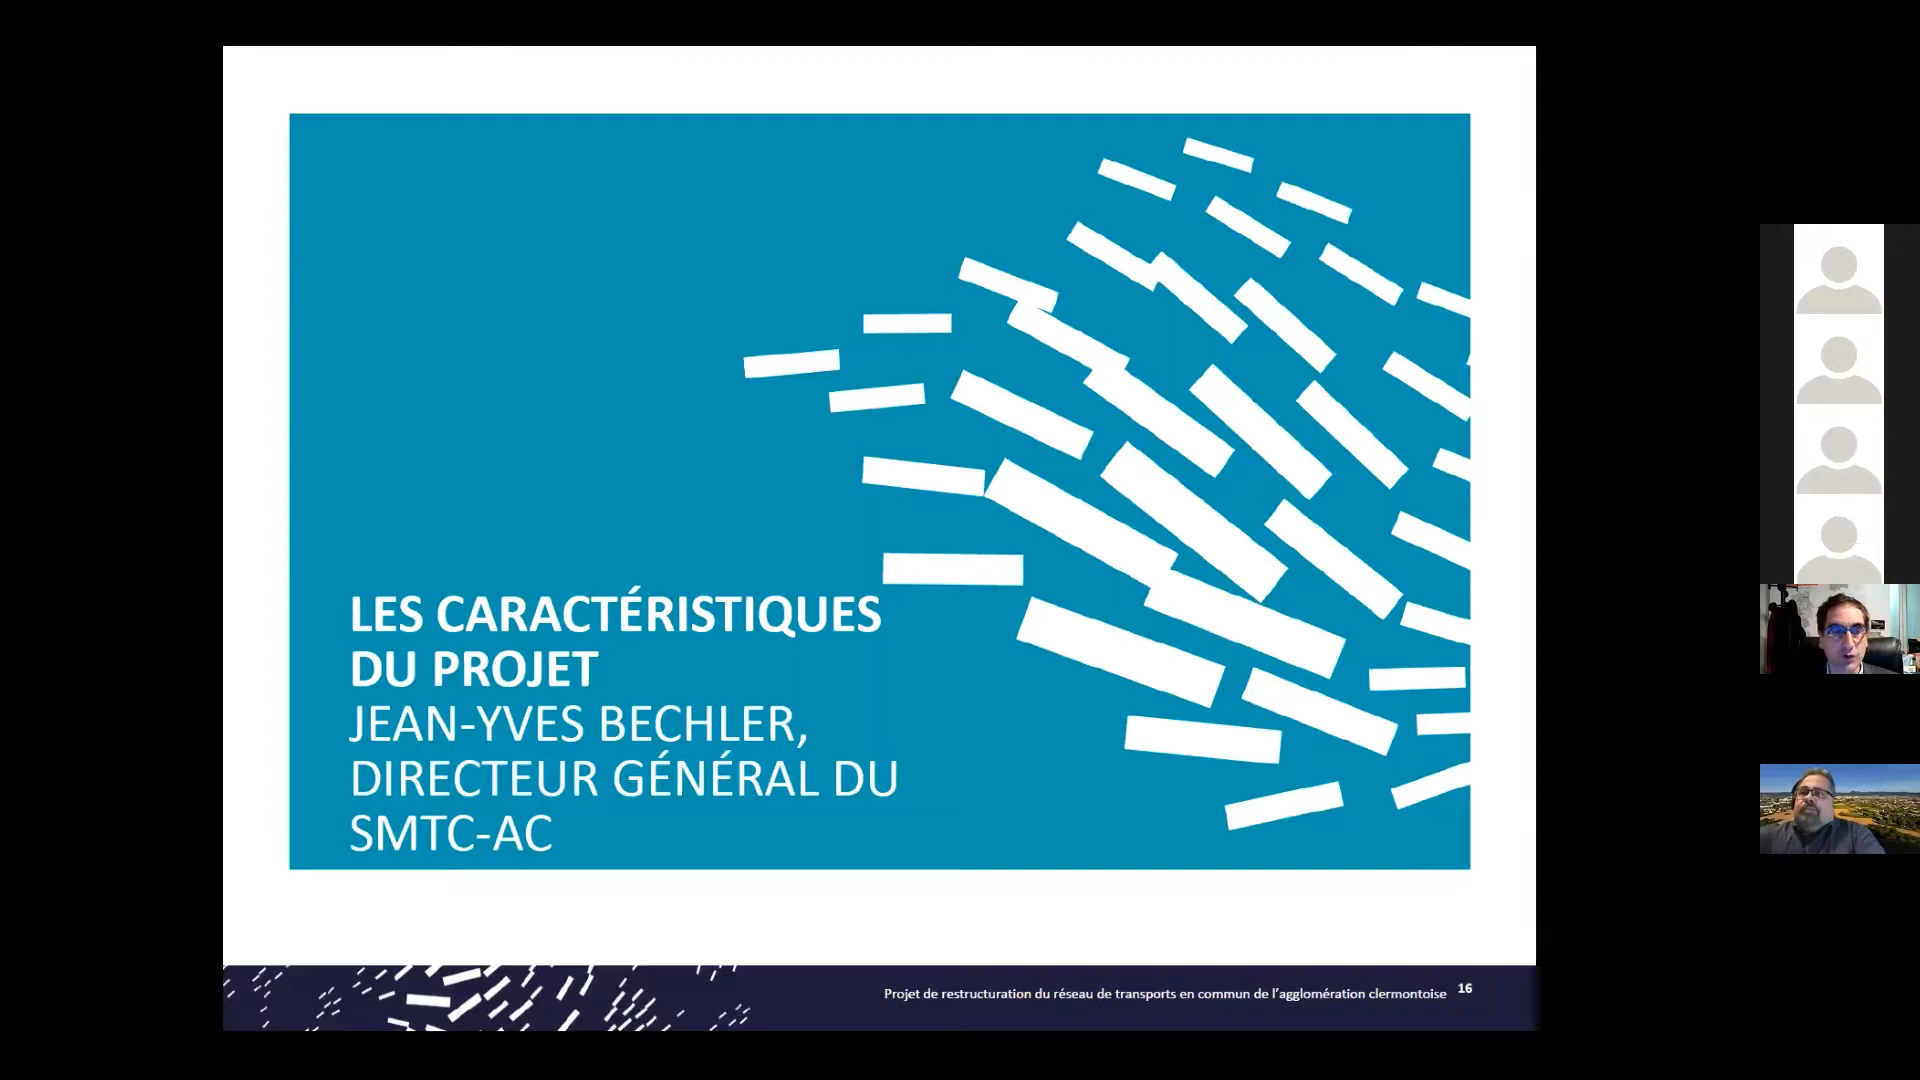 LES CARACTÉRISTIQUES
DU PROJET
JEAN-YVES BECHLER,
DIRECTEUR GÉNÉRAL DU
SMTC-AC
Projet de restructuration du réseau de transports en commun de l’agglomération clermontoise 16